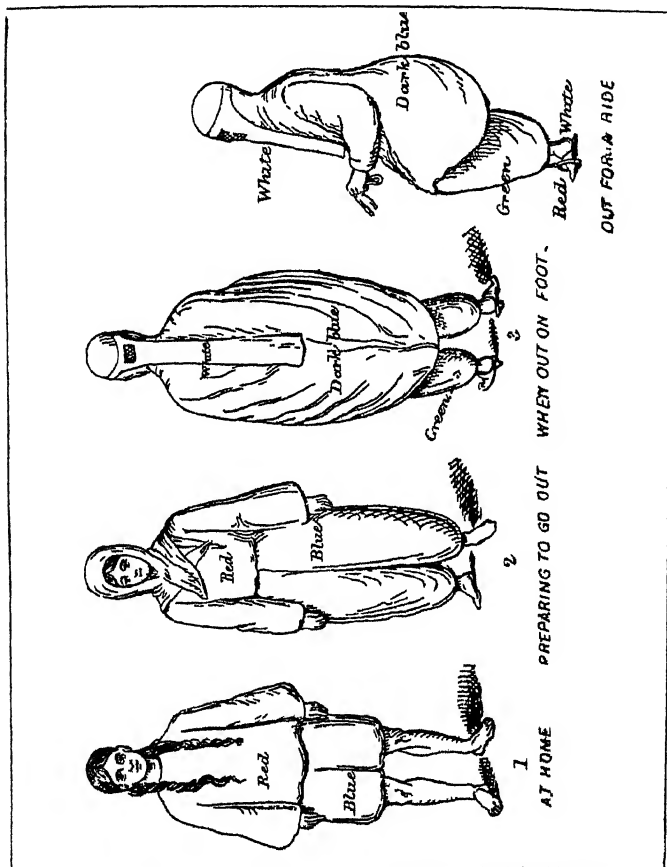 Red
Blue
1
AT HOME
Red
Blue
2
PREPARING TO GO OUT
White
Dark blue
Green
3
WHEN OUT ON FOOT.
White
Dark blue
Green
Red
White
OUT FOR A RIDE